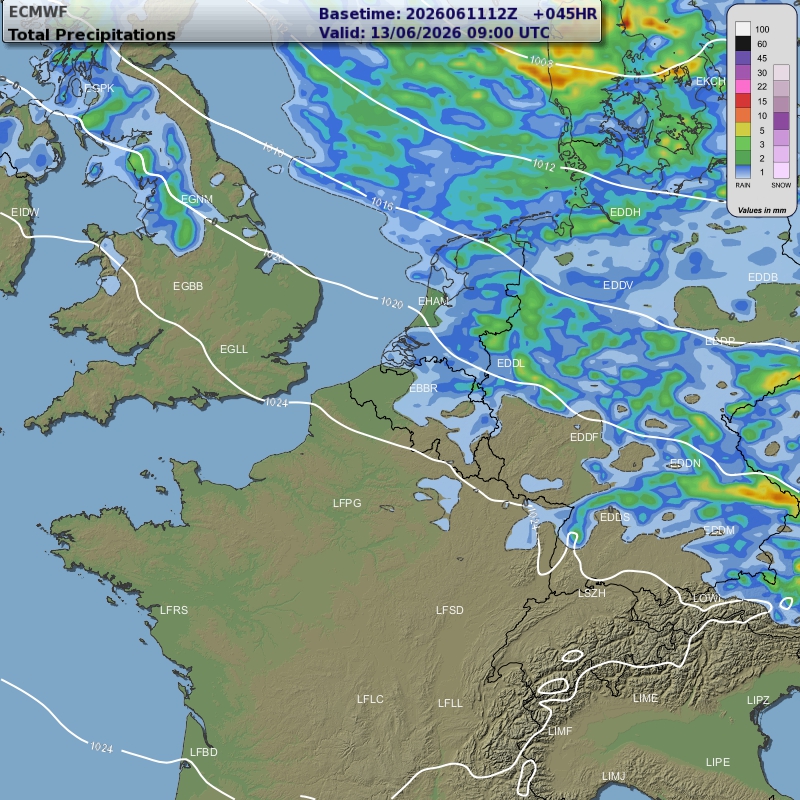 ECMWF
Basetime: 2026061112Z +045HR
Total Precipitations
Valid: 13/06/2026 09:00 UTC
100
60
45
30
22
15
10
5
3
2
1
RAIN
SNOW
Values in mm
1008
EKCH
EGPK
1016
1012
EGNM
1016
EIDW
EDDH
1020
EGBB
EDDV
EDDB
1020
EHAM
EDDP
EGLL
EDDL
EBBR
1024
EDDF
EDDN
LFPG
EDDS
EDDM
1024
LSZH
LOWI
LFRS
LFSD
LFLC
LFLL
LIME
LIPZ
LIMF
1024
LFBD
LIPE
LIMJ